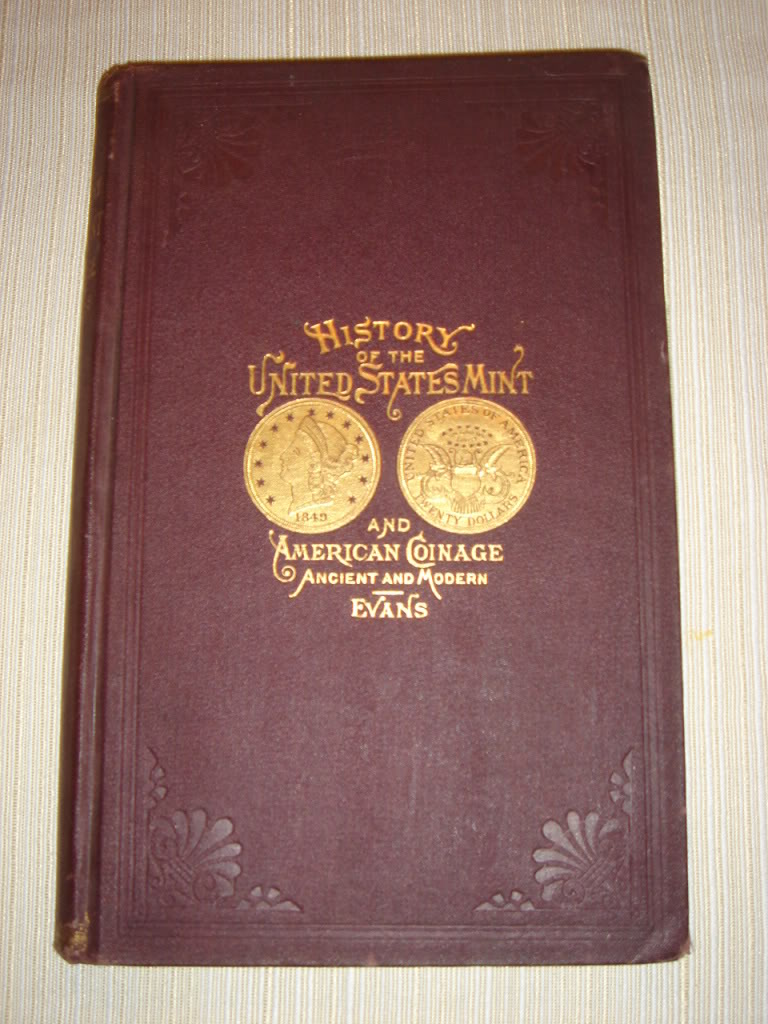 HISTORY
OF THE
UNITED STATES MINT
1849
UNITED STATES OF AMERICA
TWENTY DOLLARS
AND
AMERICAN COINAGE
ANCIENT AND MODERN
EVANS